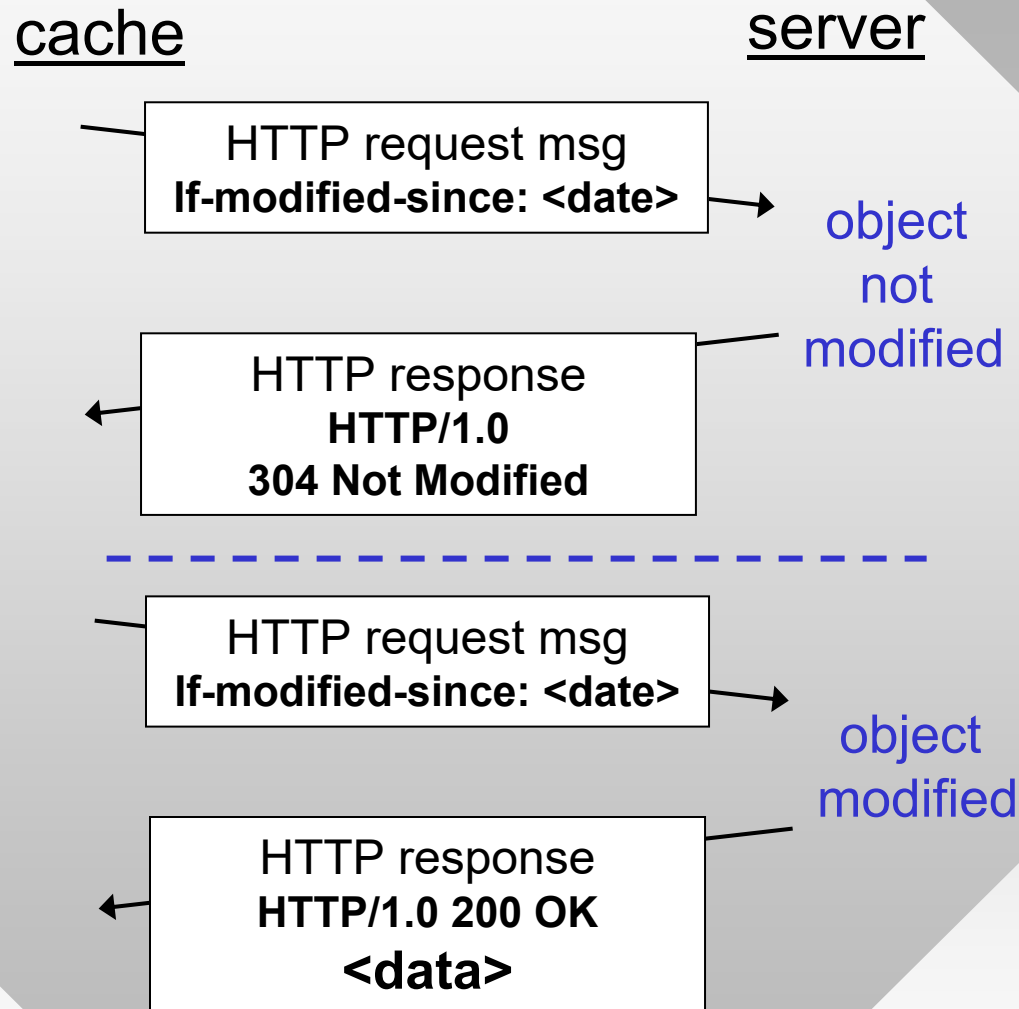 cache
server
HTTP request msg
If-modified-since: <date>
object
not
modified
HTTP response
HTTP/1.0
304 Not Modified
HTTP request msg
If-modified-since: <date>
object
modified
HTTP response
HTTP/1.0 200 OK
<data>